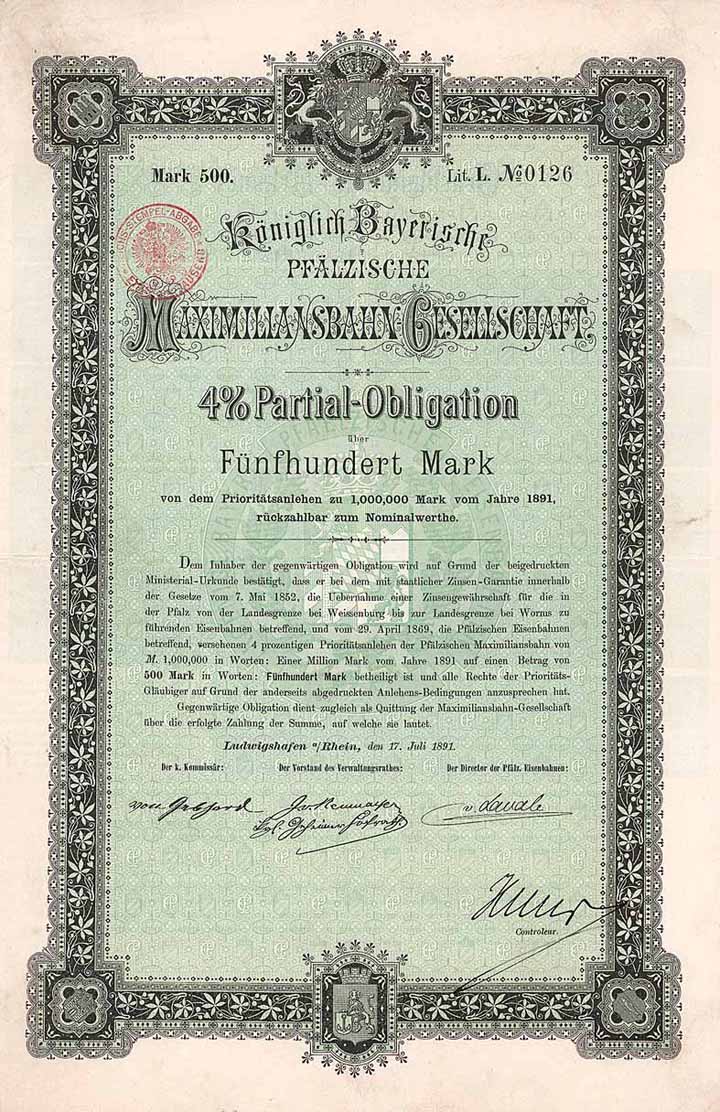 Mark 500.
Lit. L. № 0126
Königlich Bayerische
PFÄLZISCHE
MAXIMILIANSBAHN-GESELLSCHAFT.
4% Partial-Obligation
über
Fünfhundert Mark
von dem Prioritätsanlehen zu 1,000,000 Mark vom Jahre 1891,
rückzahlbar zum Nominalwerthe.
Dem Inhaber der gegenwärtigen Obligation wird auf Grund der beigedruckten
Ministerial-Urkunde bestätigt, dass er bei dem mit staatlicher Zinsen-Garantie innerhalb
der Gesetze vom 7. Mai 1852, die Uebernahme einer Zinsengewährschaft für die in
der Pfalz von der Landesgrenze bei Weissenburg bis zur Landesgrenze bei Worms zu
führenden Eisenbahnen betreffend, und vom 29. April 1869, die Pfälzischen Eisenbahnen
betreffend, versehenen 4 prozentigen Prioritätsanlehen der Pfälzischen Maximiliansbahn von
M. 1,000,000 in Worten: Einer Million Mark vom Jahre 1891 auf einen Betrag von
500 Mark in Worten: Fünfhundert Mark betheiligt ist und alle Rechte der Prioritäts-
Gläubiger auf Grund der anderseits abgedruckten Anlehens-Bedingungen anzusprechen hat.
Gegenwärtige Obligation dient zugleich als Quittung der Maximiliansbahn-Gesellschaft
über die erfolgte Zahlung der Summe, auf welche sie lautet.
Ludwigshafen a/Rhein, den 17. Juli 1891.
Der k. Kommissär:
Der Vorstand des Verwaltungsrathes:
Der Director der Pfälz. Eisenbahnen:
v. Lavale
Controleur.